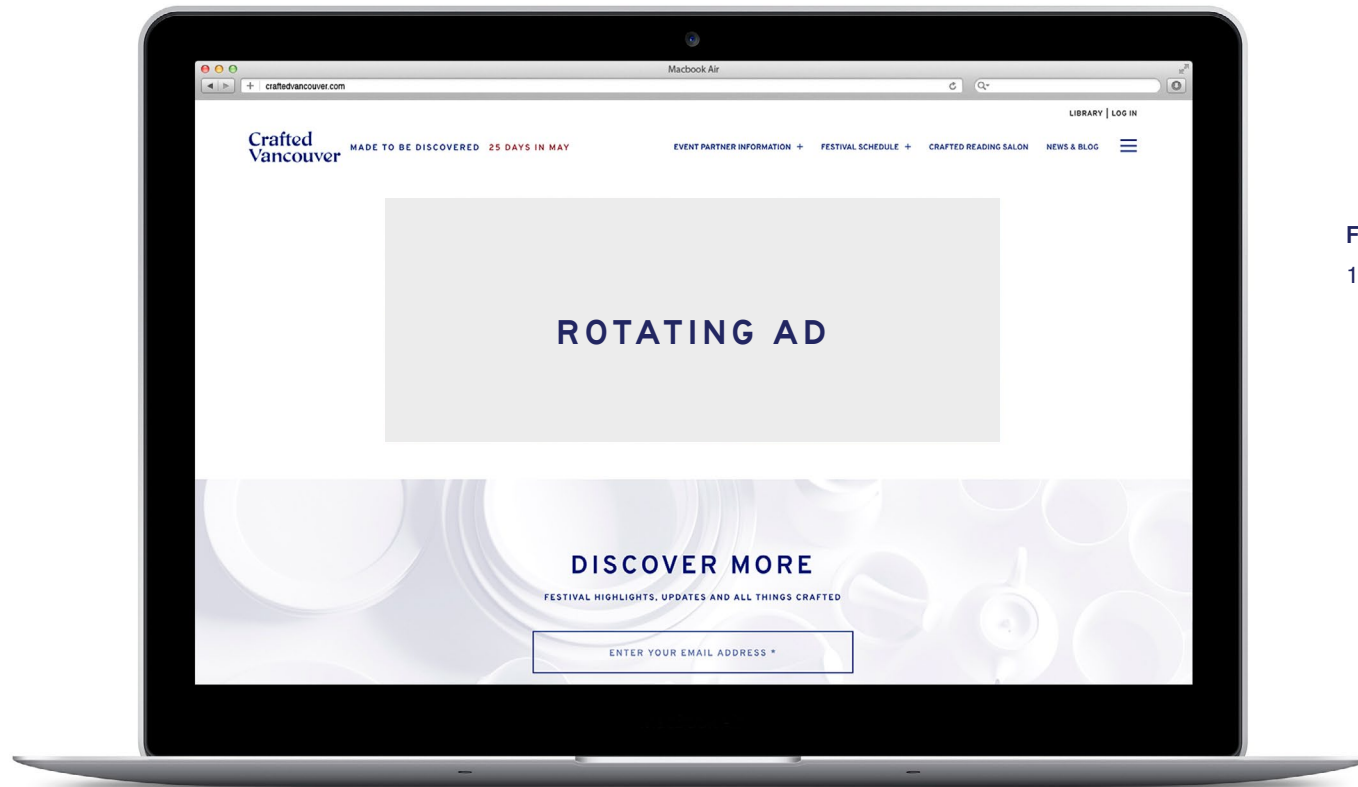 Macbook Air
craftedvancouver.com
LIBRARY | LOG IN
Crafted
Vancouver
MADE TO BE DISCOVERED 25 DAYS IN MAY
EVENT PARTNER INFORMATION + FESTIVAL SCHEDULE + CRAFTED READING SALON NEWS & BLOG
ROTATING AD
DISCOVER MORE
FESTIVAL HIGHLIGHTS, UPDATES AND ALL THINGS CRAFTED
ENTER YOUR EMAIL ADDRESS *
F
1